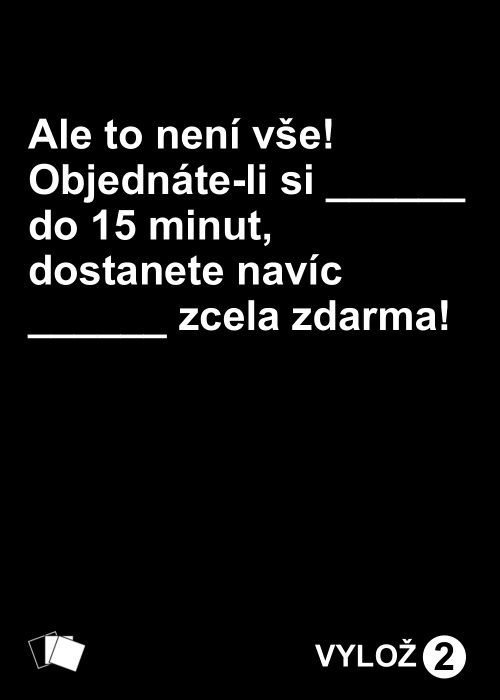 Ale to není vše!
Objednáte-li si ______
do 15 minut,
dostanete navíc
______ zcela zdarma!
VYLOŽ 2